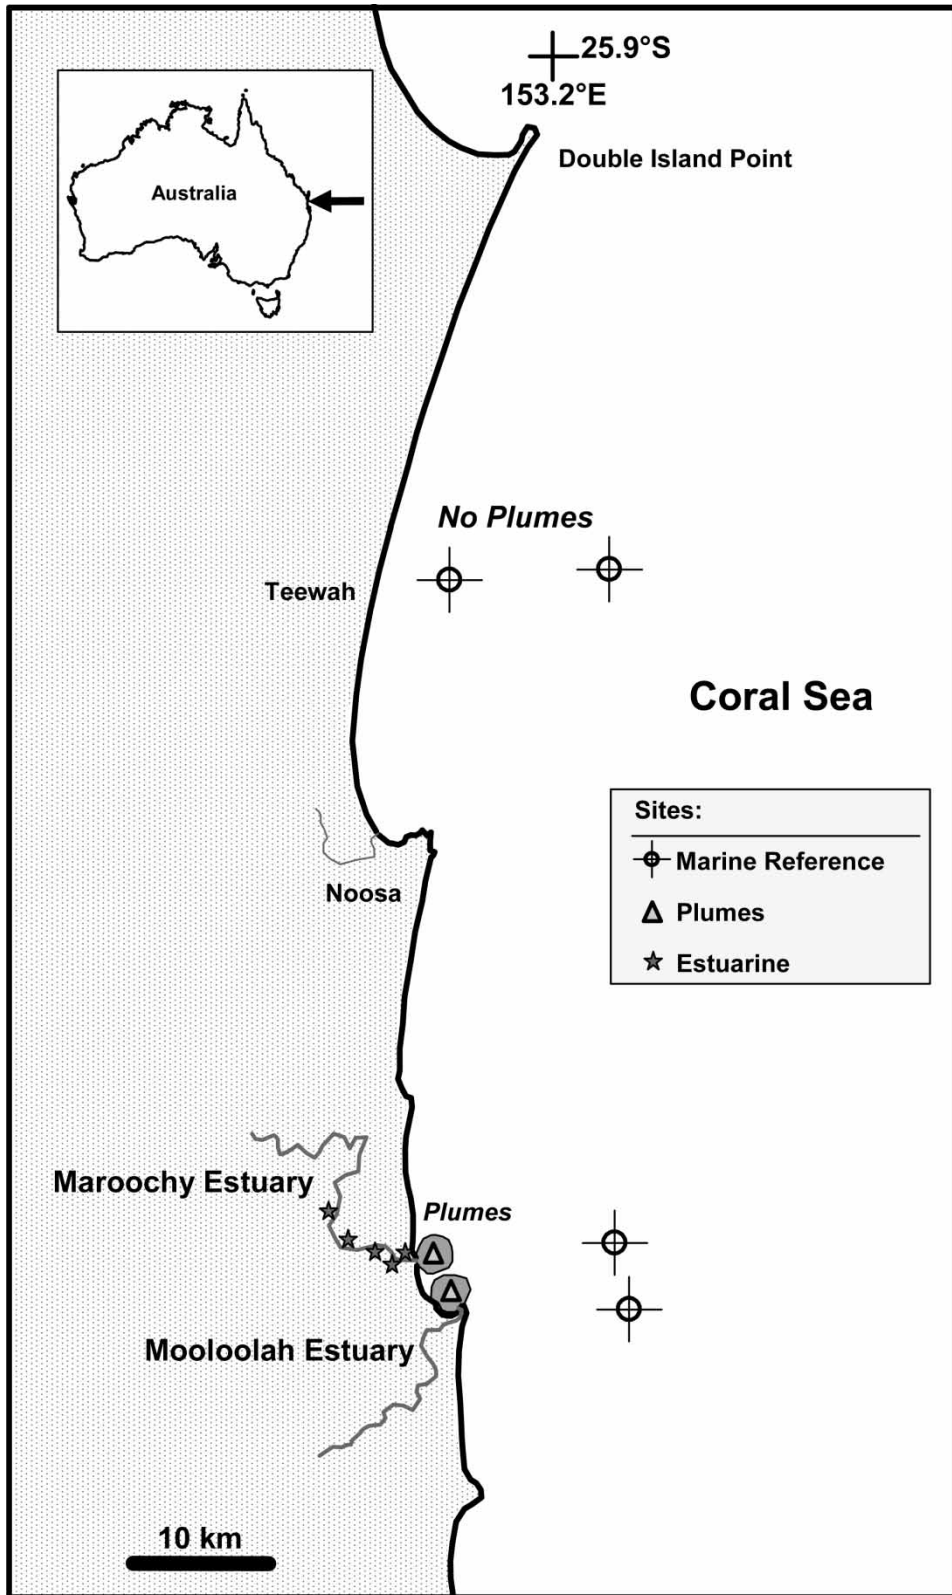 25.9°S
153.2°E
Double Island Point
Australia
No Plumes
Teewah
Coral Sea
Sites:
Marine Reference
Plumes
Estuarine
Noosa
Maroochy Estuary
Plumes
Mooloolah Estuary
10 km